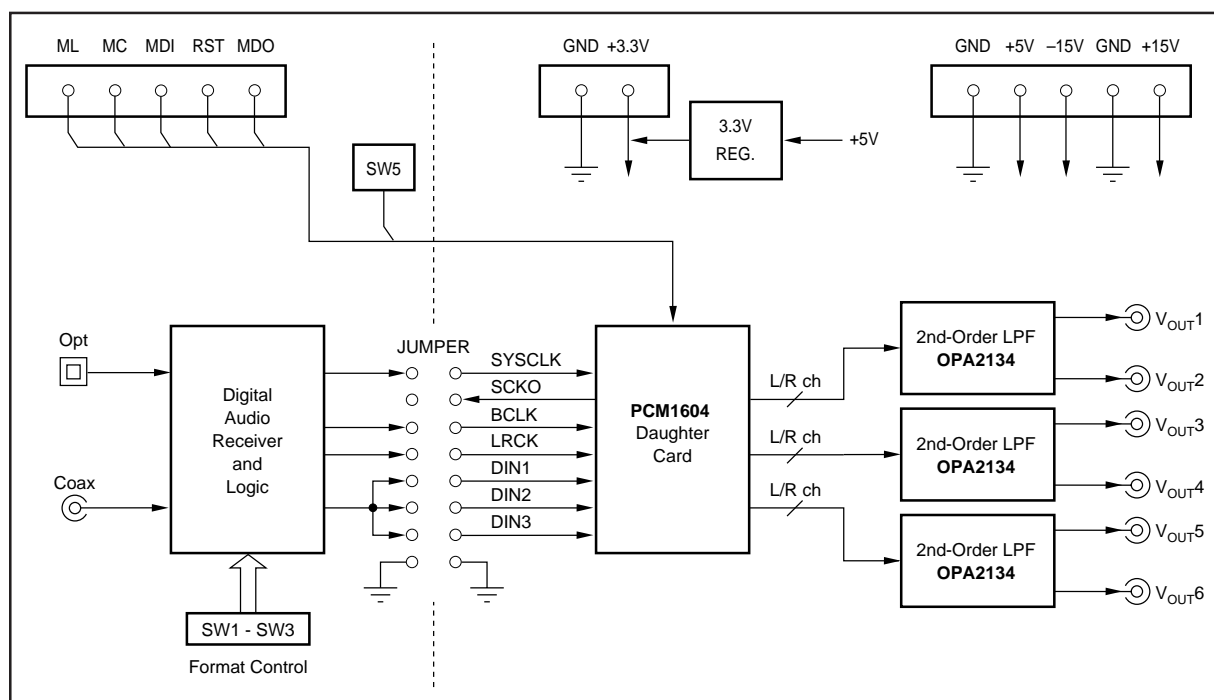 ML MC MDI RST MDO
GND +3.3V
GND +5V –15V GND +15V
3.3V
REG.
+5V
SW5
Opt
Coax
Digital
Audio
Receiver
and
Logic
SW1 - SW3
Format Control
JUMPER
SYSCLK
SCKO
BCLK
LRCK
DIN1
DIN2
DIN3
PCM1604
Daughter
Card
L/R ch
L/R ch
L/R ch
2nd-Order LPF
OPA2134
2nd-Order LPF
OPA2134
2nd-Order LPF
OPA2134
VOUT1
VOUT2
VOUT3
VOUT4
VOUT5
VOUT6